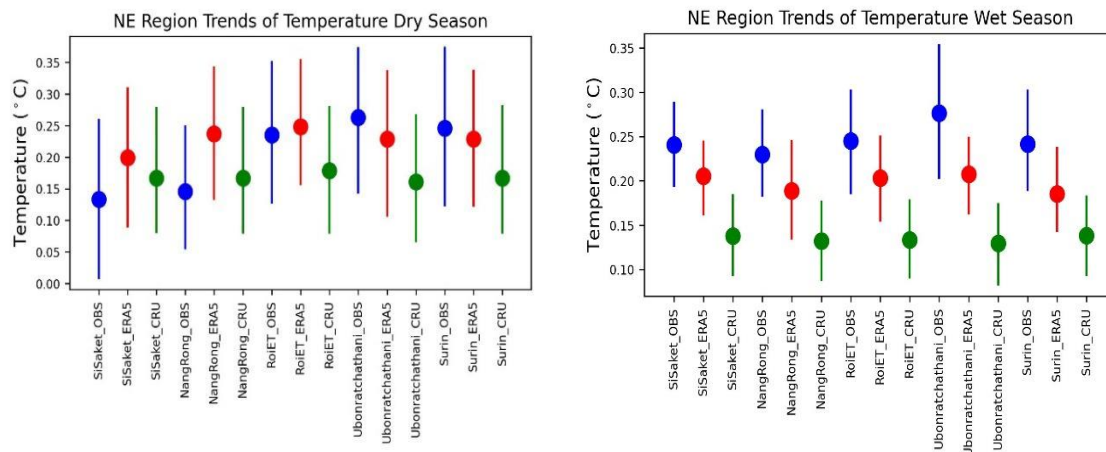 NE Region Trends of Temperature Dry Season
Temperature (°C)
0.35
0.30
0.25
0.20
0.15
0.10
0.05
0.00
SiSaket_OBS
SiSaket_ERA5
SiSaket_CRU
NangRong_OBS
NangRong_ERA5
NangRong_CRU
RoiET_OBS
RoiET_ERA5
RoiET_CRU
Ubonratchathani_OBS
Ubonratchathani_ERA5
Ubonratchathani_CRU
Surin_OBS
Surin_ERA5
Surin_CRU
NE Region Trends of Temperature Wet Season
Temperature (°C)
0.35
0.30
0.25
0.20
0.15
0.10
SiSaket_OBS
SiSaket_ERA5
SiSaket_CRU
NangRong_OBS
NangRong_ERA5
NangRong_CRU
RoiET_OBS
RoiET_ERA5
RoiET_CRU
Ubonratchathani_OBS
Ubonratchathani_ERA5
Ubonratchathani_CRU
Surin_OBS
Surin_ERA5
Surin_CRU